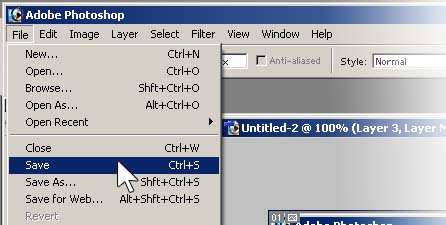 Adobe Photoshop
File Edit Image Layer Select Filter View Window Help
New... Ctrl+N
Open... Ctrl+O
Browse... Shft+Ctrl+O
Open As... Alt+Ctrl+O
Open Recent
Close Ctrl+W
Save Ctrl+S
Save As... Shft+Ctrl+S
Save for Web... Alt+Shft+Ctrl+S
Revert
x Anti-aliased Style: Normal
Untitled-2 @ 100% (Layer 3, Layer M
01
Adobe Photoshop